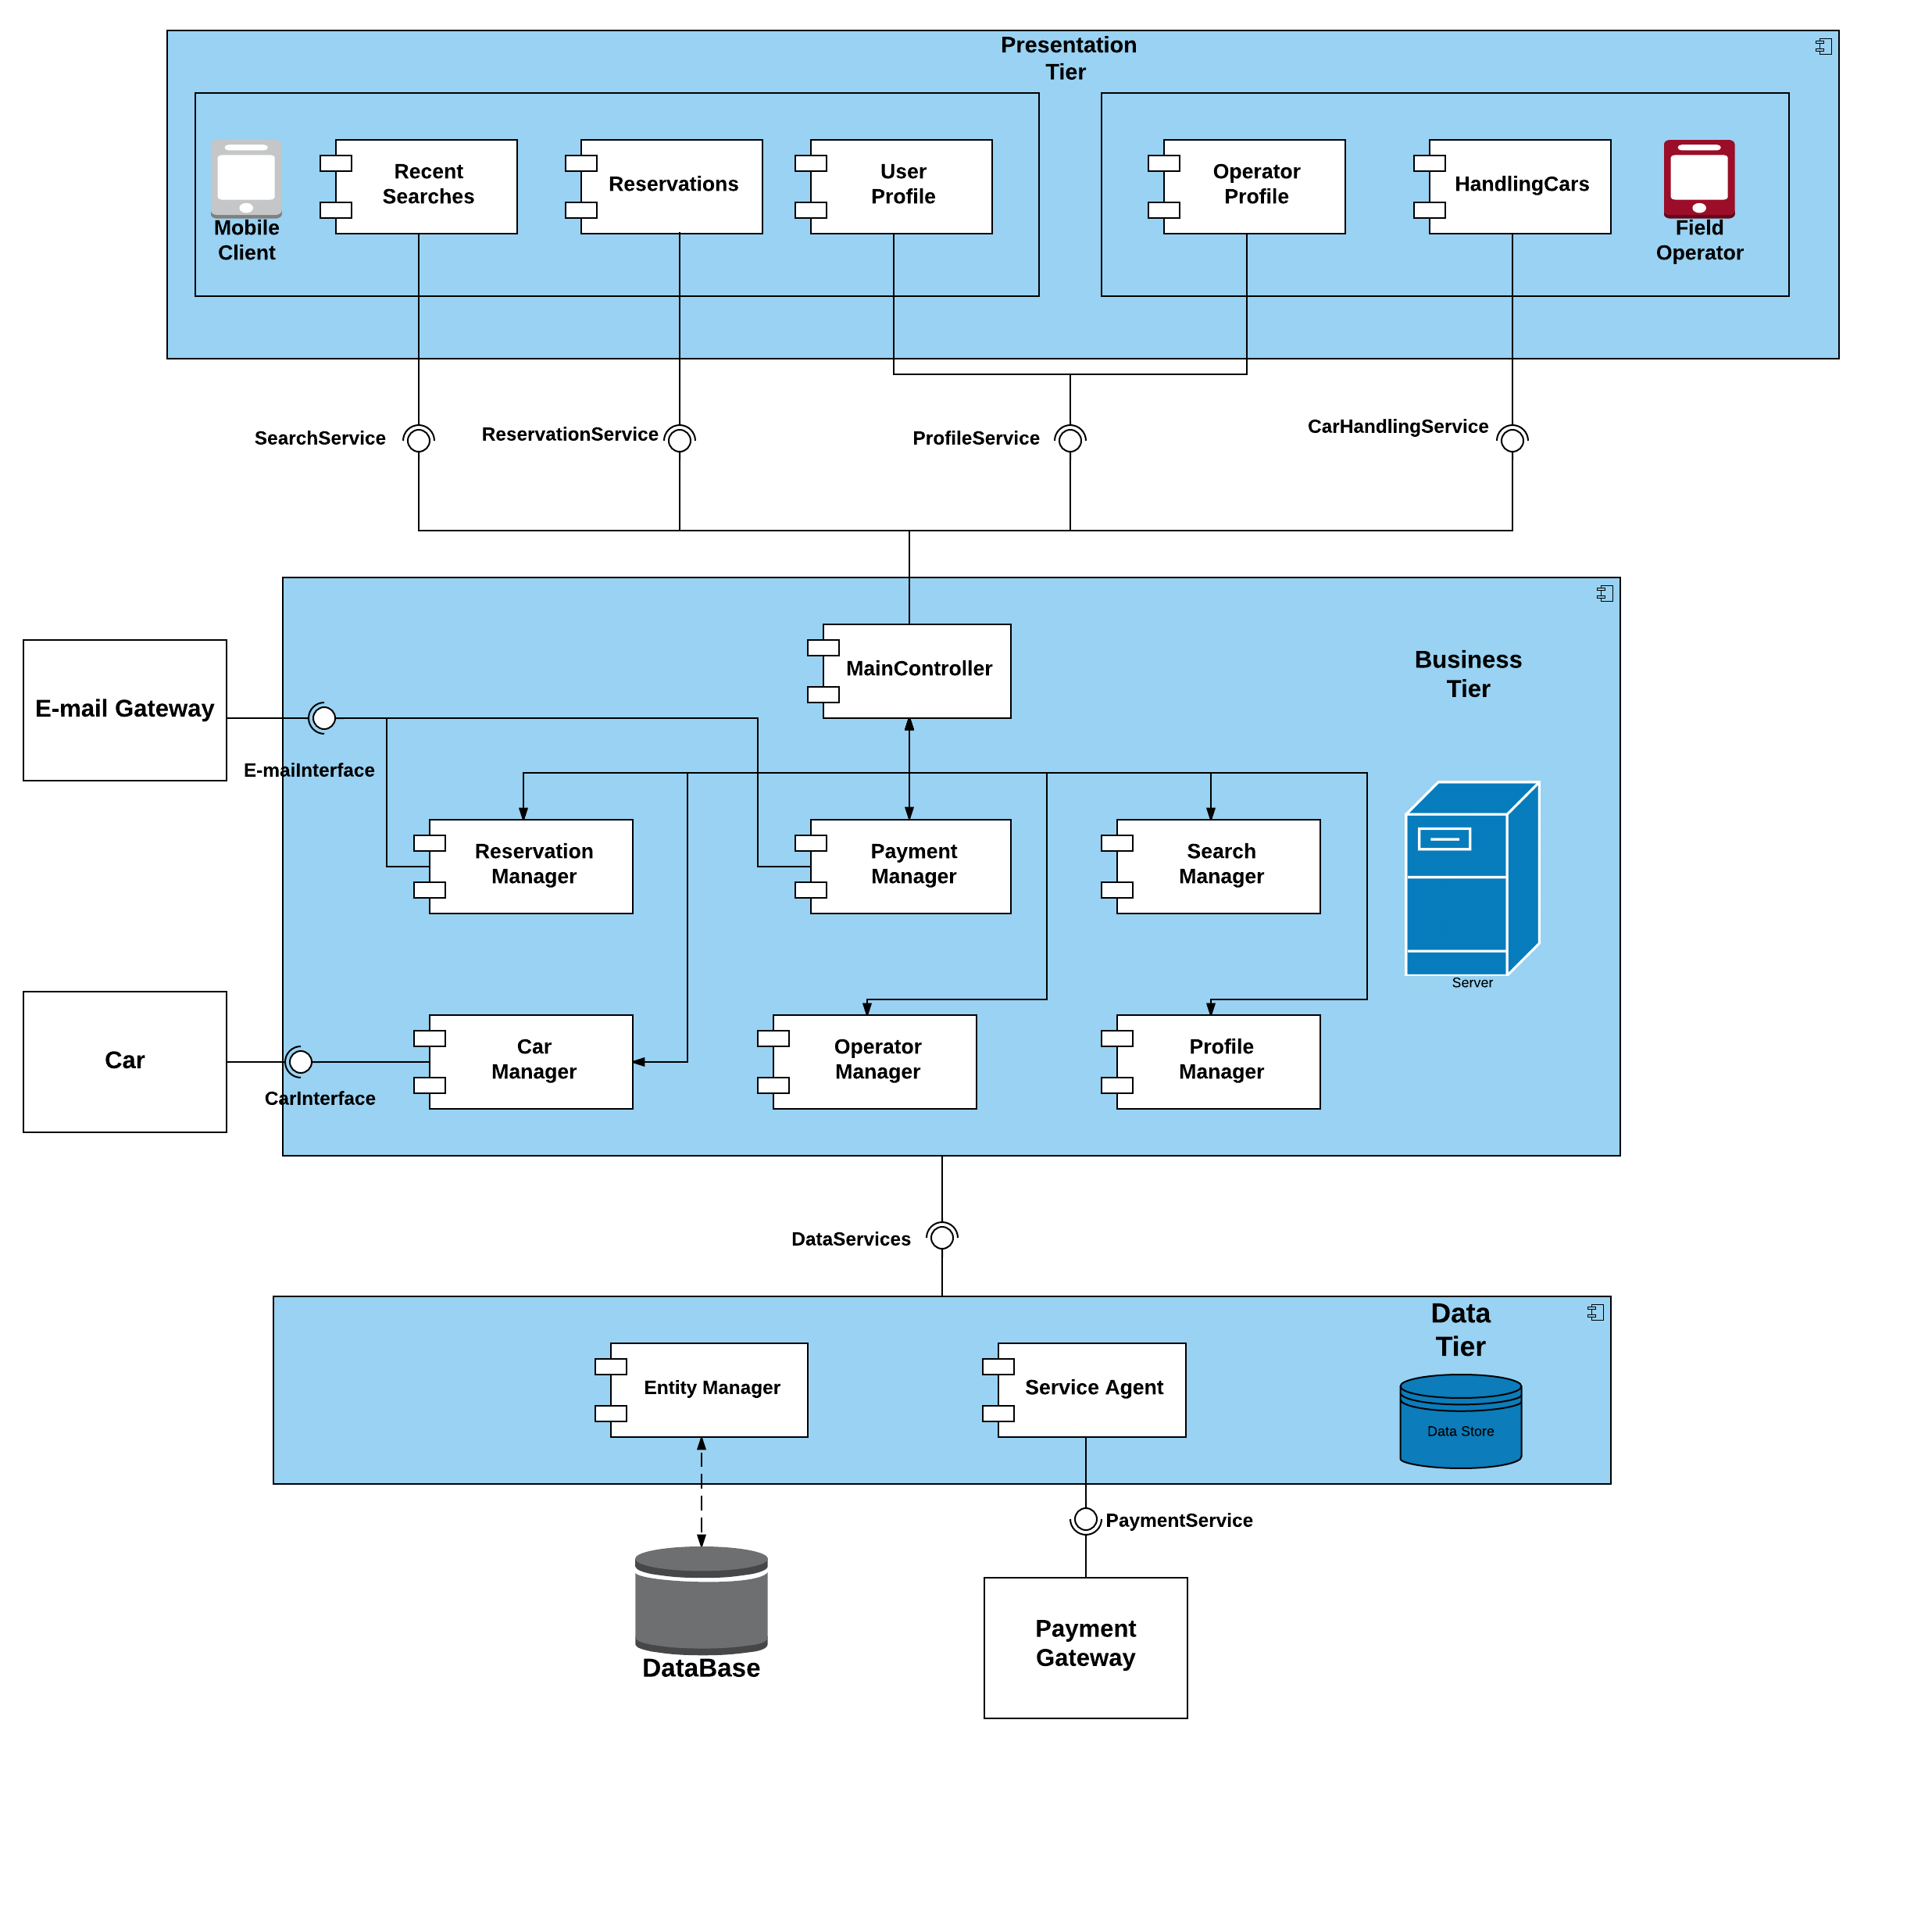 Presentation
Tier
Mobile
Client
Recent
Searches
Reservations
User
Profile
Operator
Profile
HandlingCars
Field
Operator
SearchService
ReservationService
ProfileService
CarHandlingService
Business
Tier
MainController
E-mail Gateway
E-maiInterface
Reservation
Manager
Payment
Manager
Search
Manager
Server
Car
CarInterface
Car
Manager
Operator
Manager
Profile
Manager
DataServices
Data
Tier
Entity Manager
Service Agent
Data Store
PaymentService
DataBase
Payment
Gateway